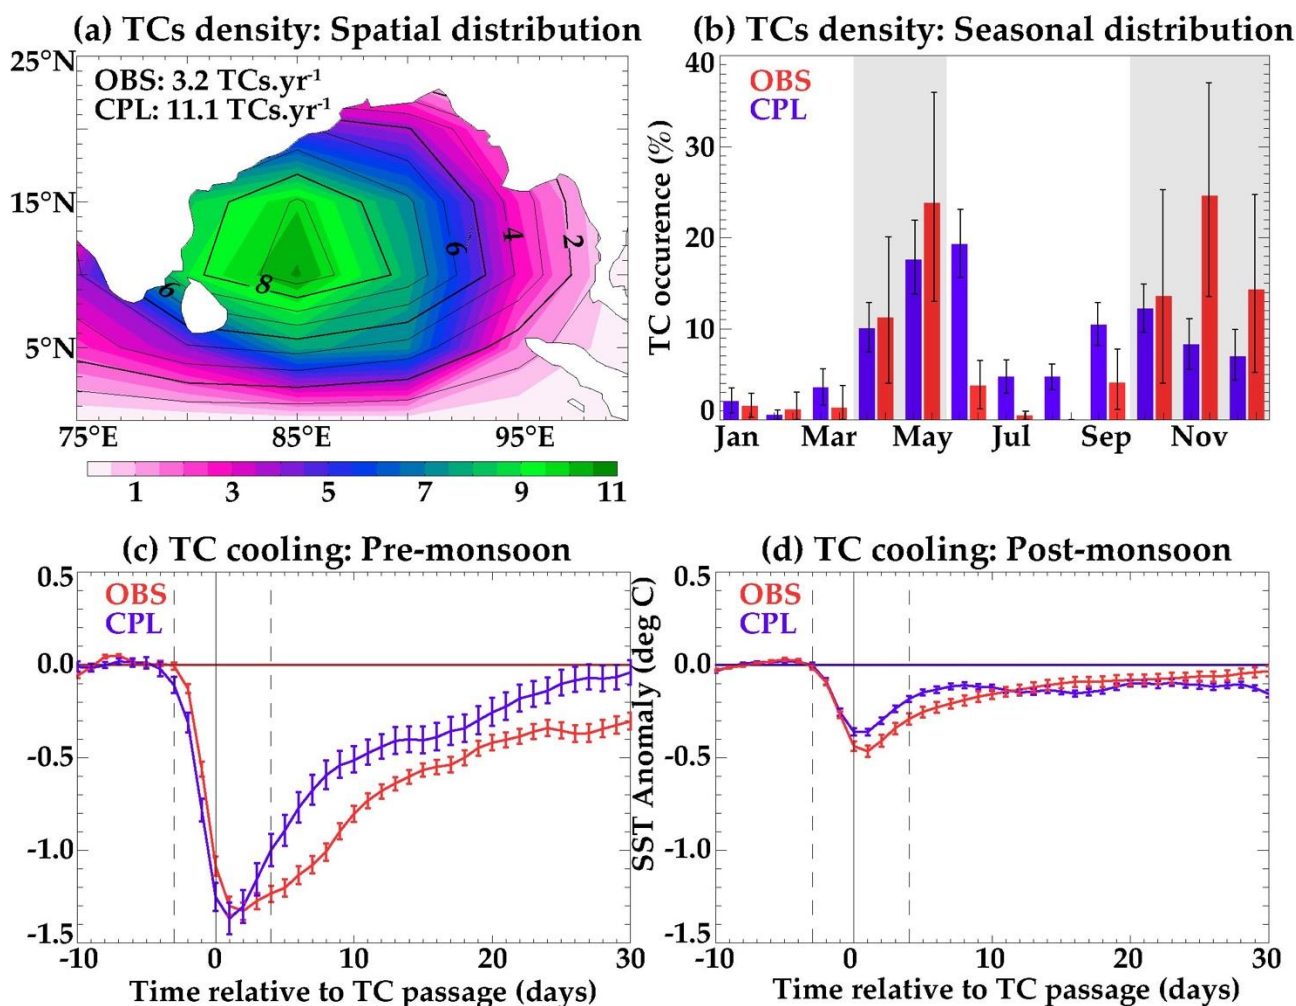 (a) TCs density: Spatial distribution
25°N
OBS: 3.2 TCs.yr-1
CPL: 11.1 TCs.yr-1
15°N
5°N
6
8
6
4
2
75°E 85°E 95°E
1 3 5 7 9 11
(b) TCs density: Seasonal distribution
TC occurence (%)
40
30
20
10
0
OBS
CPL
Jan Mar May Jul Sep Nov
(c) TC cooling: Pre-monsoon
0.5
0.0
-0.5
-1.0
-1.5
OBS
CPL
-10 0 10 20 30
Time relative to TC passage (days)
(d) TC cooling: Post-monsoon
SST Anomaly (deg C)
0.5
0.0
-0.5
-1.0
-1.5
OBS
CPL
-10 0 10 20 30
Time relative to TC passage (days)